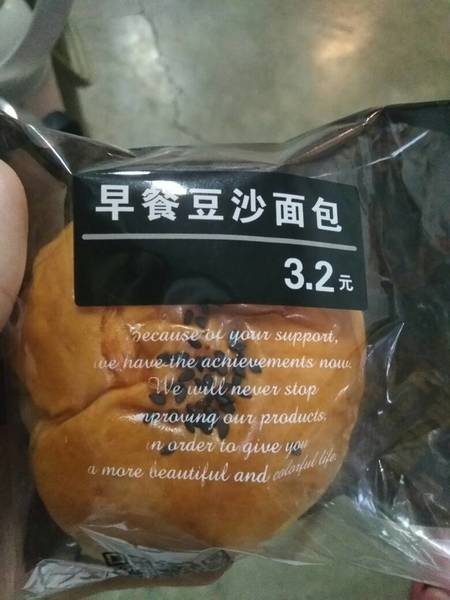 早餐豆沙面包
3.2元
Because of your support,
we have the achievements now.
We will never stop
mproving our products.
in order to give you
a more beautiful and colorful life.